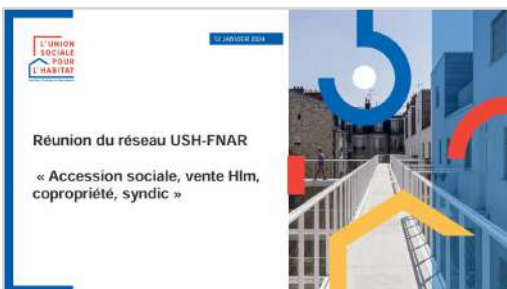 L'UNION
SOCIALE
POUR
L'HABITAT
12 JANVIER 2024
Réunion du réseau USH-FNAR
« Accession sociale, vente Hlm,
copropriété, syndic »